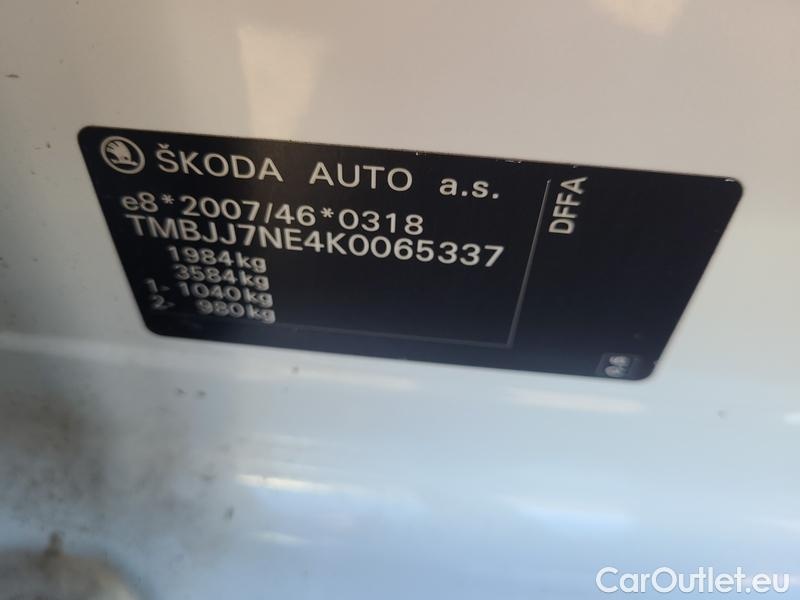 ŠKODA AUTO a.s.
e8*2007/46*0318
TMBJJ7NE4K0065337
1984kg
3584kg
1- 1040kg
2- 980kg
DFFA
CarOutlet.eu